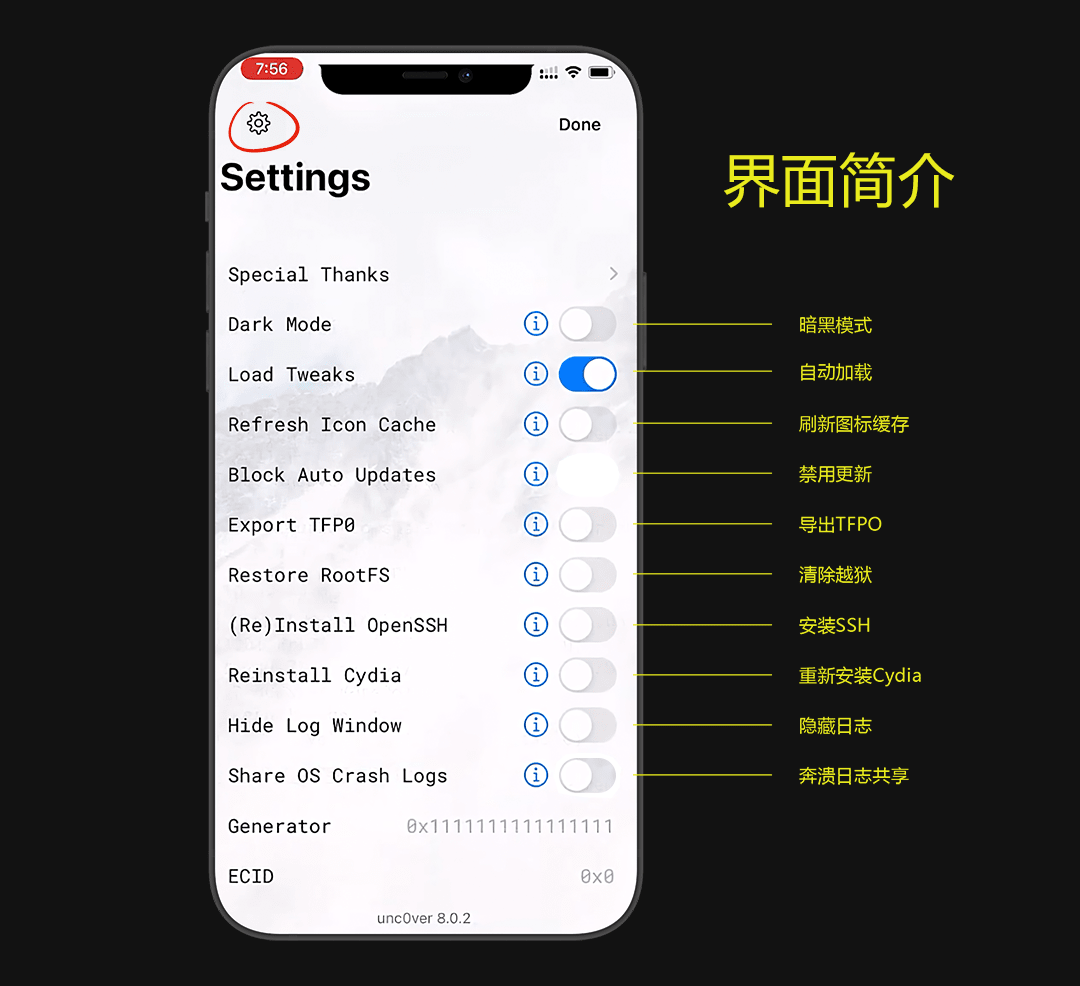 7:56
Done
Settings
界面简介
Special Thanks
Dark Mode
暗黑模式
Load Tweaks
自动加载
Refresh Icon Cache
刷新图标缓存
Block Auto Updates
禁用更新
Export TFP0
导出TFPO
Restore RootFS
清除越狱
(Re)Install OpenSSH
安装SSH
Reinstall Cydia
重新安装Cydia
Hide Log Window
隐藏日志
Share OS Crash Logs
奔溃日志共享
Generator 0x1111111111111111
ECID 0x0
unc0ver 8.0.2